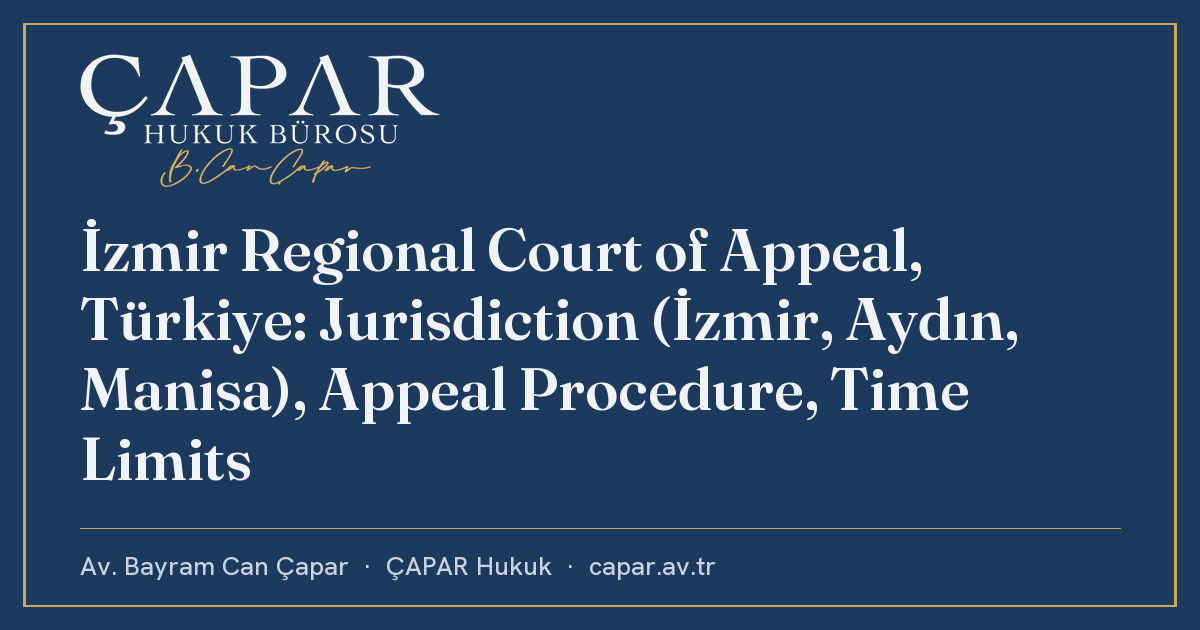 ÇAPAR
HUKUK BÜROSU
B.Can Çapar
İzmir Regional Court of Appeal,
Türkiye: Jurisdiction (İzmir, Aydın,
Manisa), Appeal Procedure, Time
Limits
Av. Bayram Can Çapar · ÇAPAR Hukuk · capar.av.tr